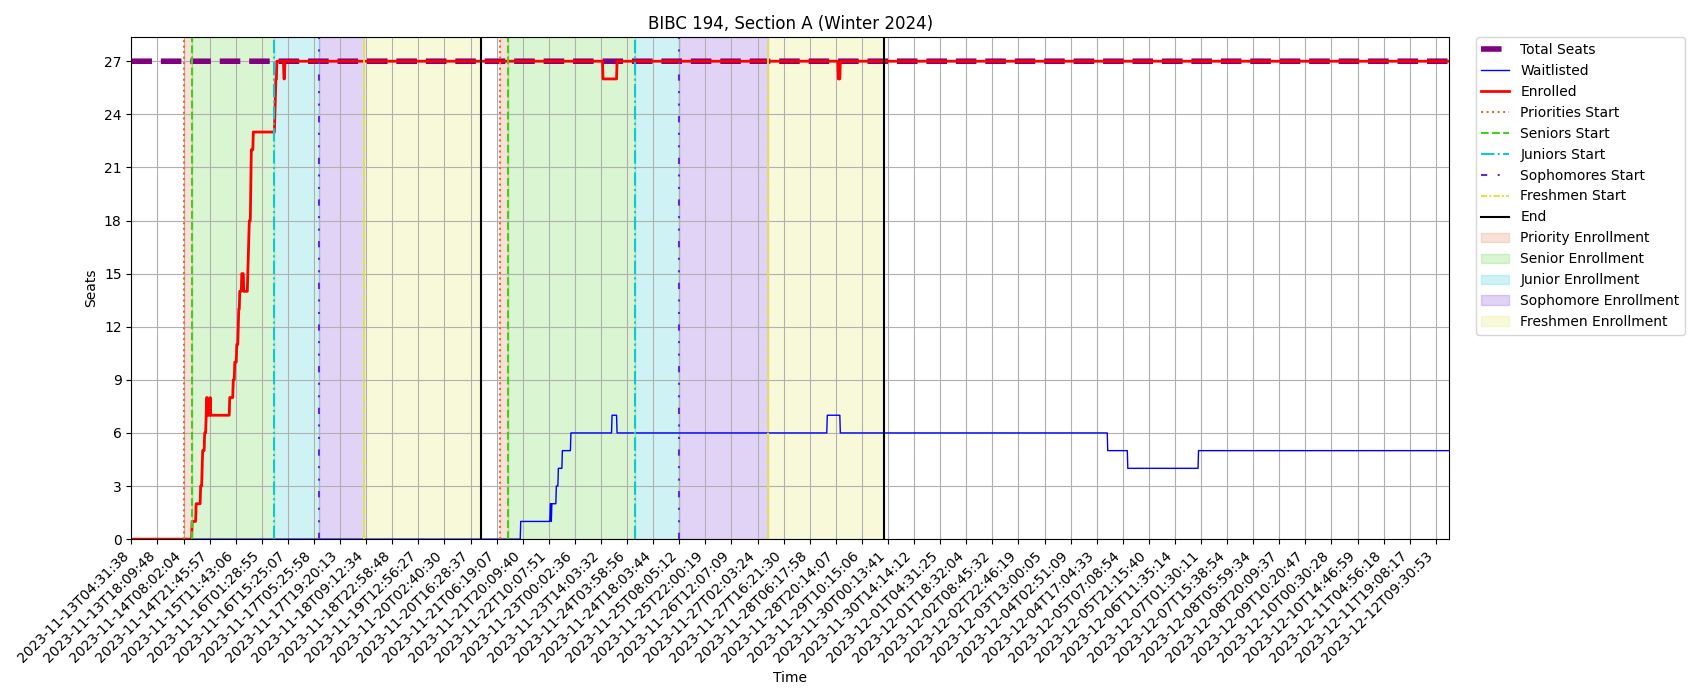 BIBC 194, Section A (Winter 2024)
Seats
27
24
21
18
15
12
9
6
3
0
2023-11-13T04:31:38
2023-11-13T18:09:48
2023-11-14T08:02:04
2023-11-14T21:45:57
2023-11-15T11:43:06
2023-11-16T01:28:55
2023-11-16T15:25:07
2023-11-17T05:25:58
2023-11-17T19:20:13
2023-11-18T09:12:34
2023-11-18T22:58:48
2023-11-19T12:56:27
2023-11-20T02:40:30
2023-11-20T16:28:37
2023-11-21T06:19:07
2023-11-21T20:09:40
2023-11-22T10:07:51
2023-11-23T00:02:36
2023-11-23T14:03:32
2023-11-24T03:58:56
2023-11-24T18:03:44
2023-11-25T08:05:12
2023-11-25T22:00:19
2023-11-26T12:07:09
2023-11-27T02:03:24
2023-11-27T16:21:30
2023-11-28T06:17:58
2023-11-28T20:14:07
2023-11-29T10:15:06
2023-11-30T00:13:41
2023-11-30T14:14:12
2023-12-01T04:31:25
2023-12-01T18:32:04
2023-12-02T08:45:32
2023-12-02T22:46:19
2023-12-03T13:00:05
2023-12-04T02:51:09
2023-12-04T17:04:33
2023-12-05T07:08:54
2023-12-05T21:15:40
2023-12-06T11:35:14
2023-12-07T01:30:11
2023-12-07T15:38:54
2023-12-08T05:59:34
2023-12-08T20:09:37
2023-12-09T10:20:47
2023-12-10T00:30:28
2023-12-10T14:46:59
2023-12-11T04:56:18
2023-12-11T19:08:17
2023-12-12T09:30:53
Time
Total Seats
Waitlisted
Enrolled
Priorities Start
Seniors Start
Juniors Start
Sophomores Start
Freshmen Start
End
Priority Enrollment
Senior Enrollment
Junior Enrollment
Sophomore Enrollment
Freshmen Enrollment